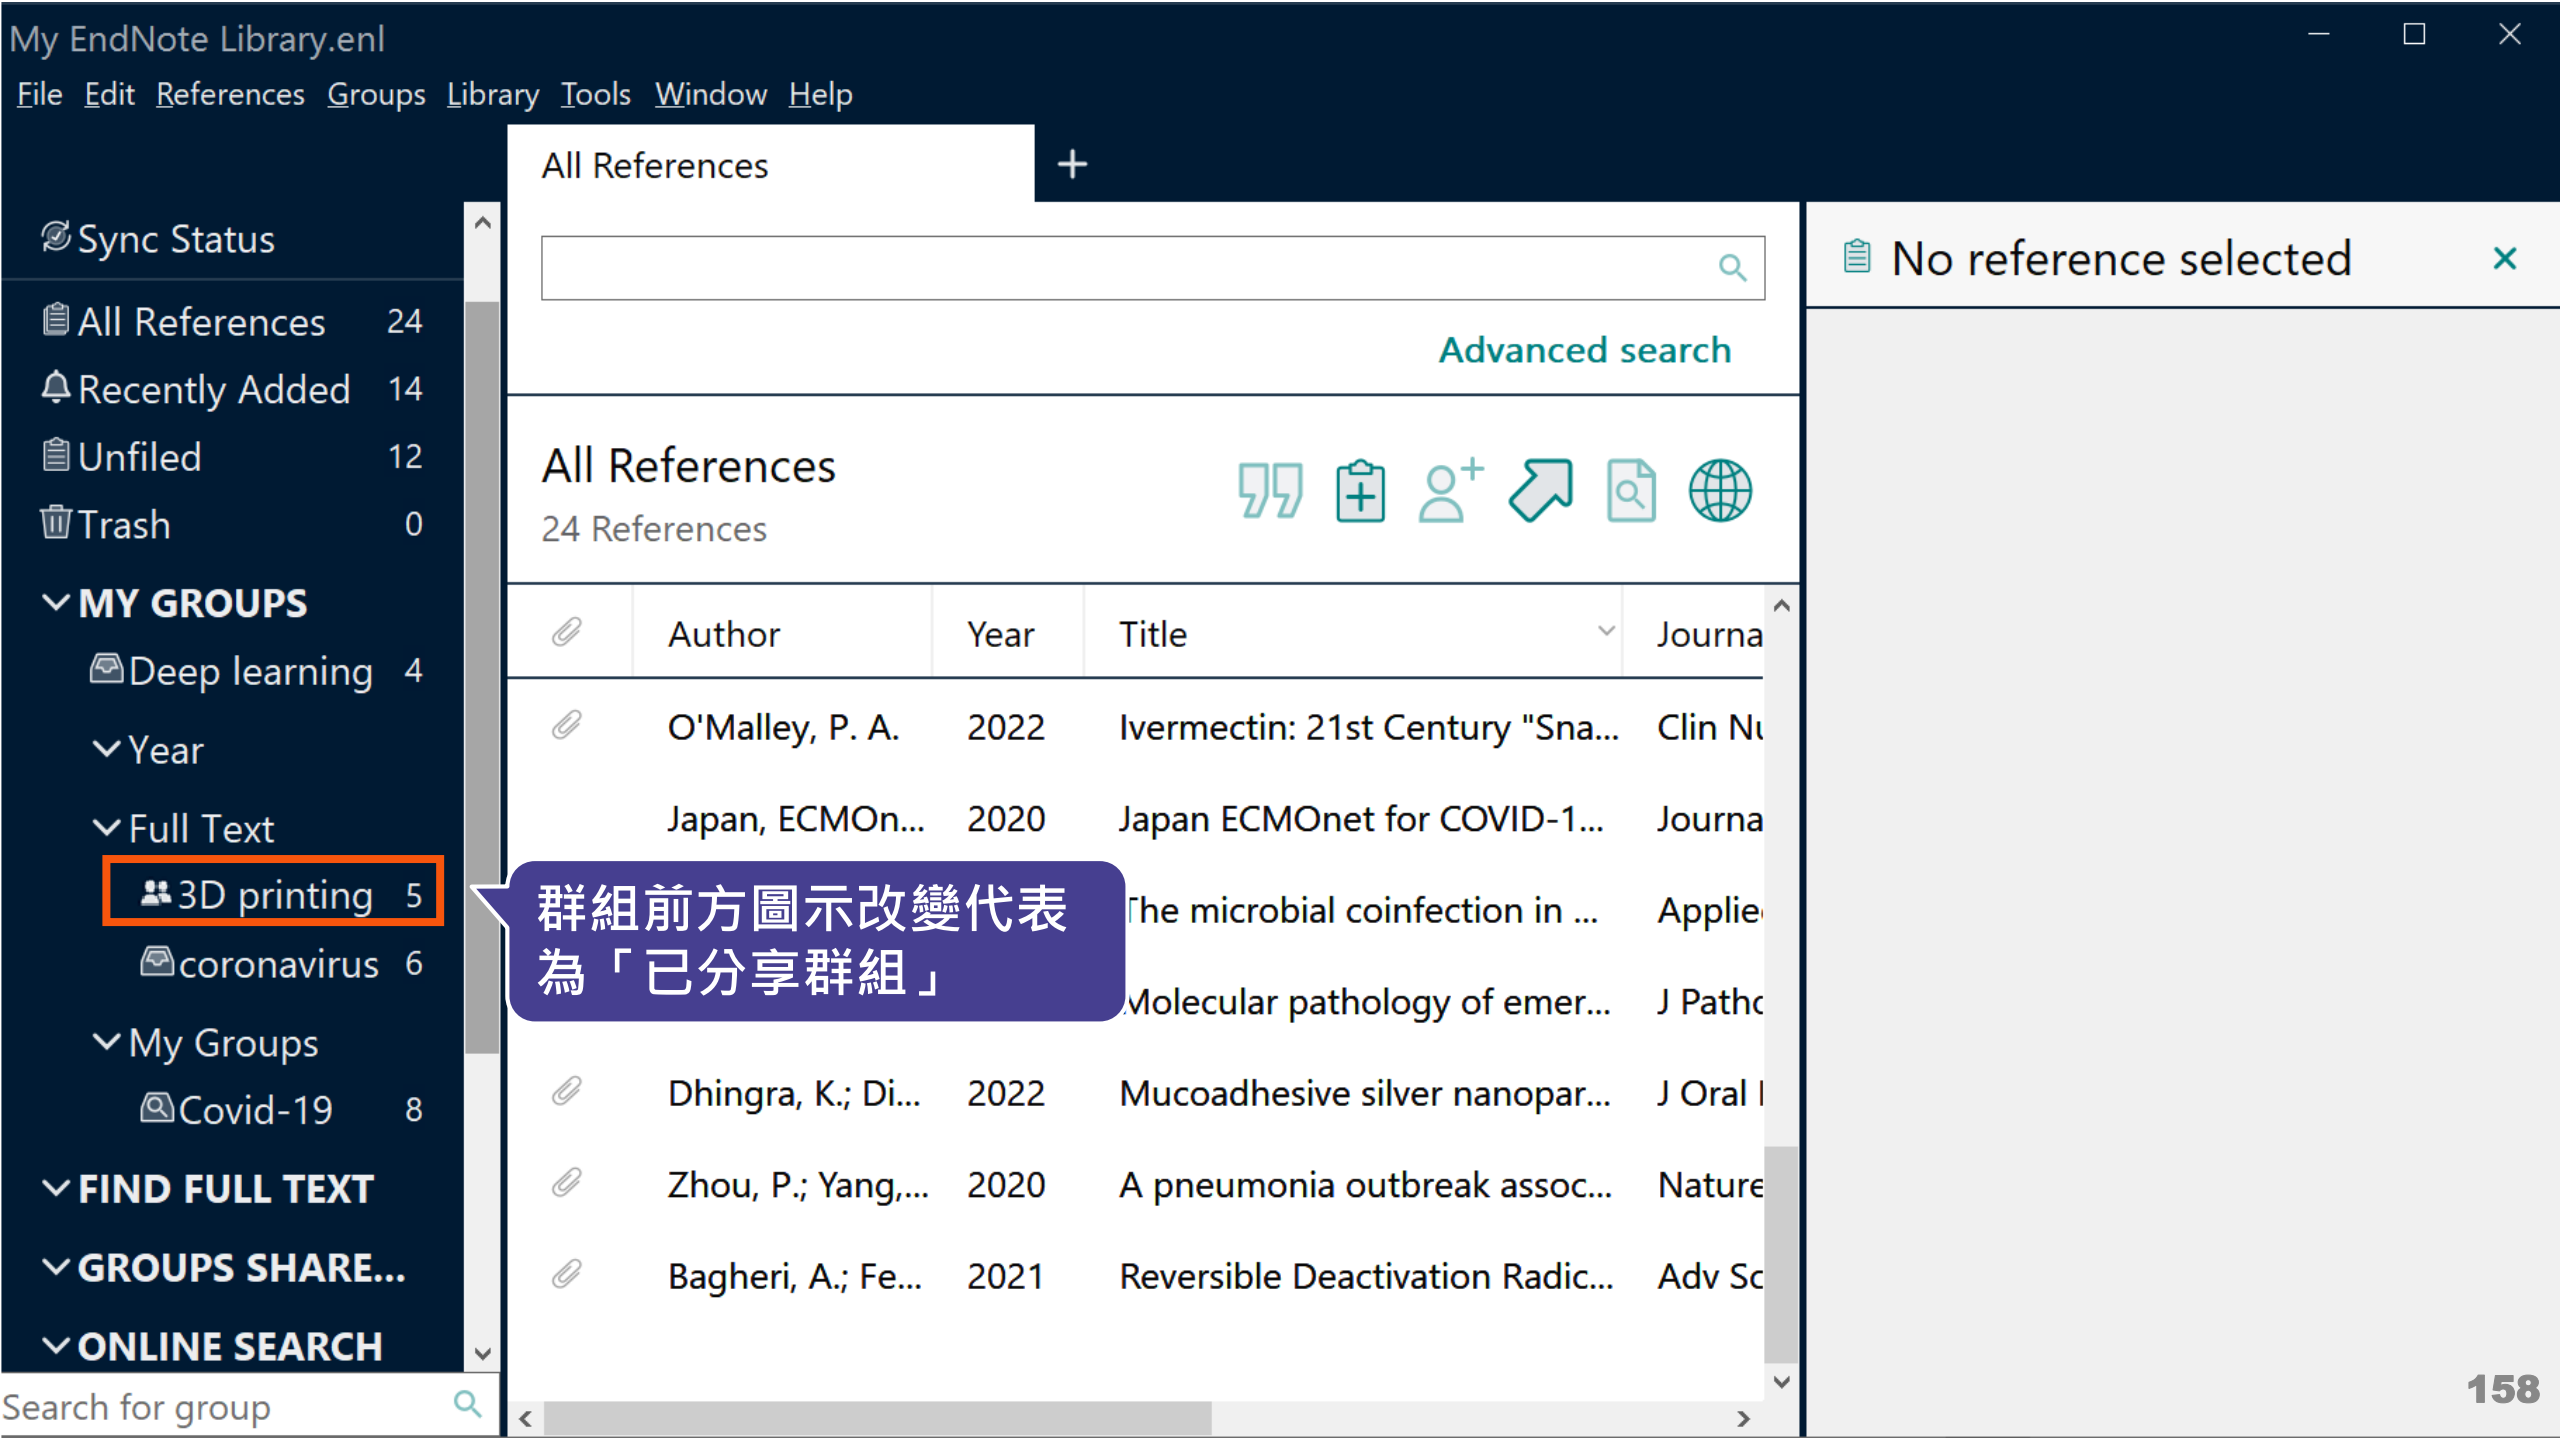 My EndNote Library.enl
File Edit References Groups Library Tools Window Help
All References
Sync Status
All References 24
Recently Added 14
Unfiled 12
Trash 0
MY GROUPS
Deep learning 4
Year
Full Text
3D printing 5
coronavirus 6
My Groups
Covid-19 8
FIND FULL TEXT
GROUPS SHARE...
ONLINE SEARCH
Search for group
Advanced search
All References
24 References
Author Year Title Journa
O'Malley, P. A. 2022 Ivermectin: 21st Century "Sna... Clin Nu
Japan, ECMOn... 2020 Japan ECMOnet for COVID-1... Journa
The microbial coinfection in ... Applie
Molecular pathology of emer... J Patho
Dhingra, K.; Di... 2022 Mucoadhesive silver nanopar... J Oral
Zhou, P.; Yang,... 2020 A pneumonia outbreak assoc... Nature
Bagheri, A.; Fe... 2021 Reversible Deactivation Radic... Adv Sc
群組前方圖示改變代表
為「已分享群組」
No reference selected
158